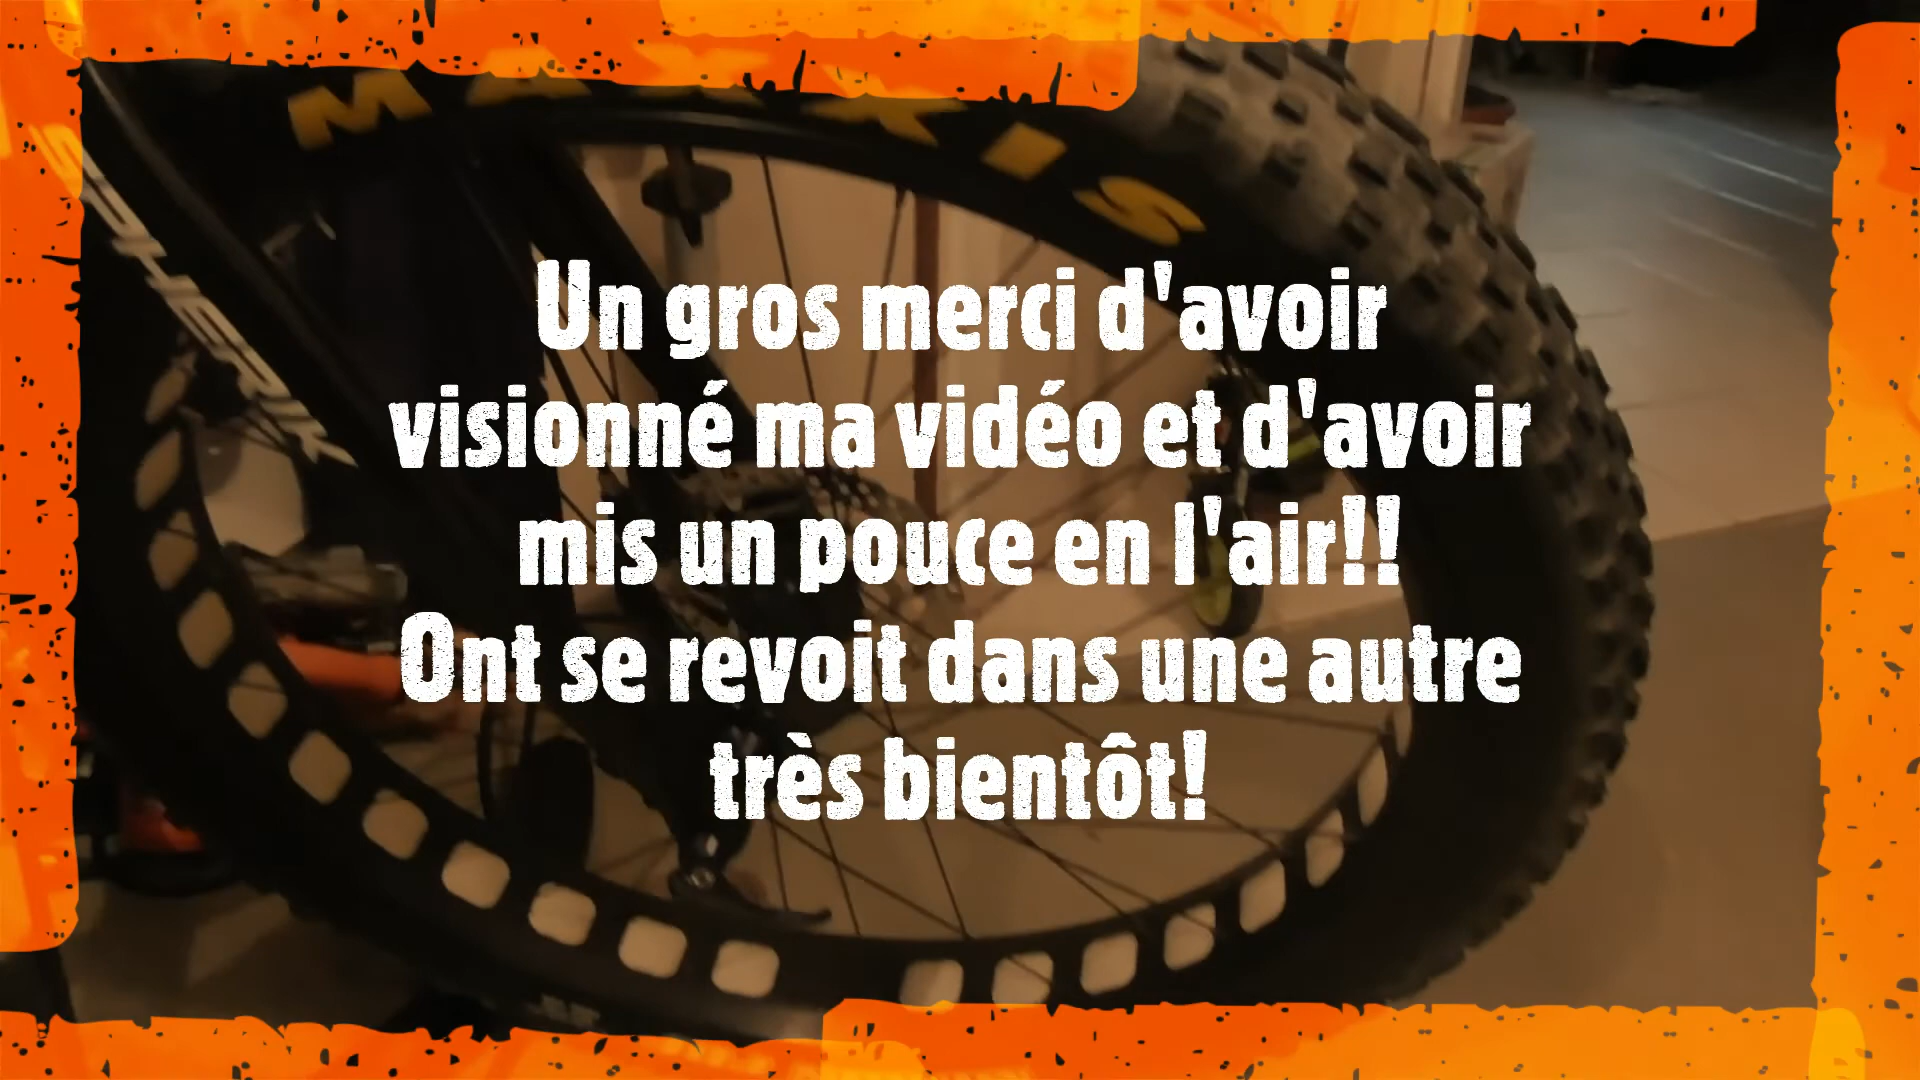 MAXXIS
Un gros merci d'avoir
visionné ma vidéo et d'avoir
mis un pouce en l'air!!
Ont se revoit dans une autre
très bientôt!